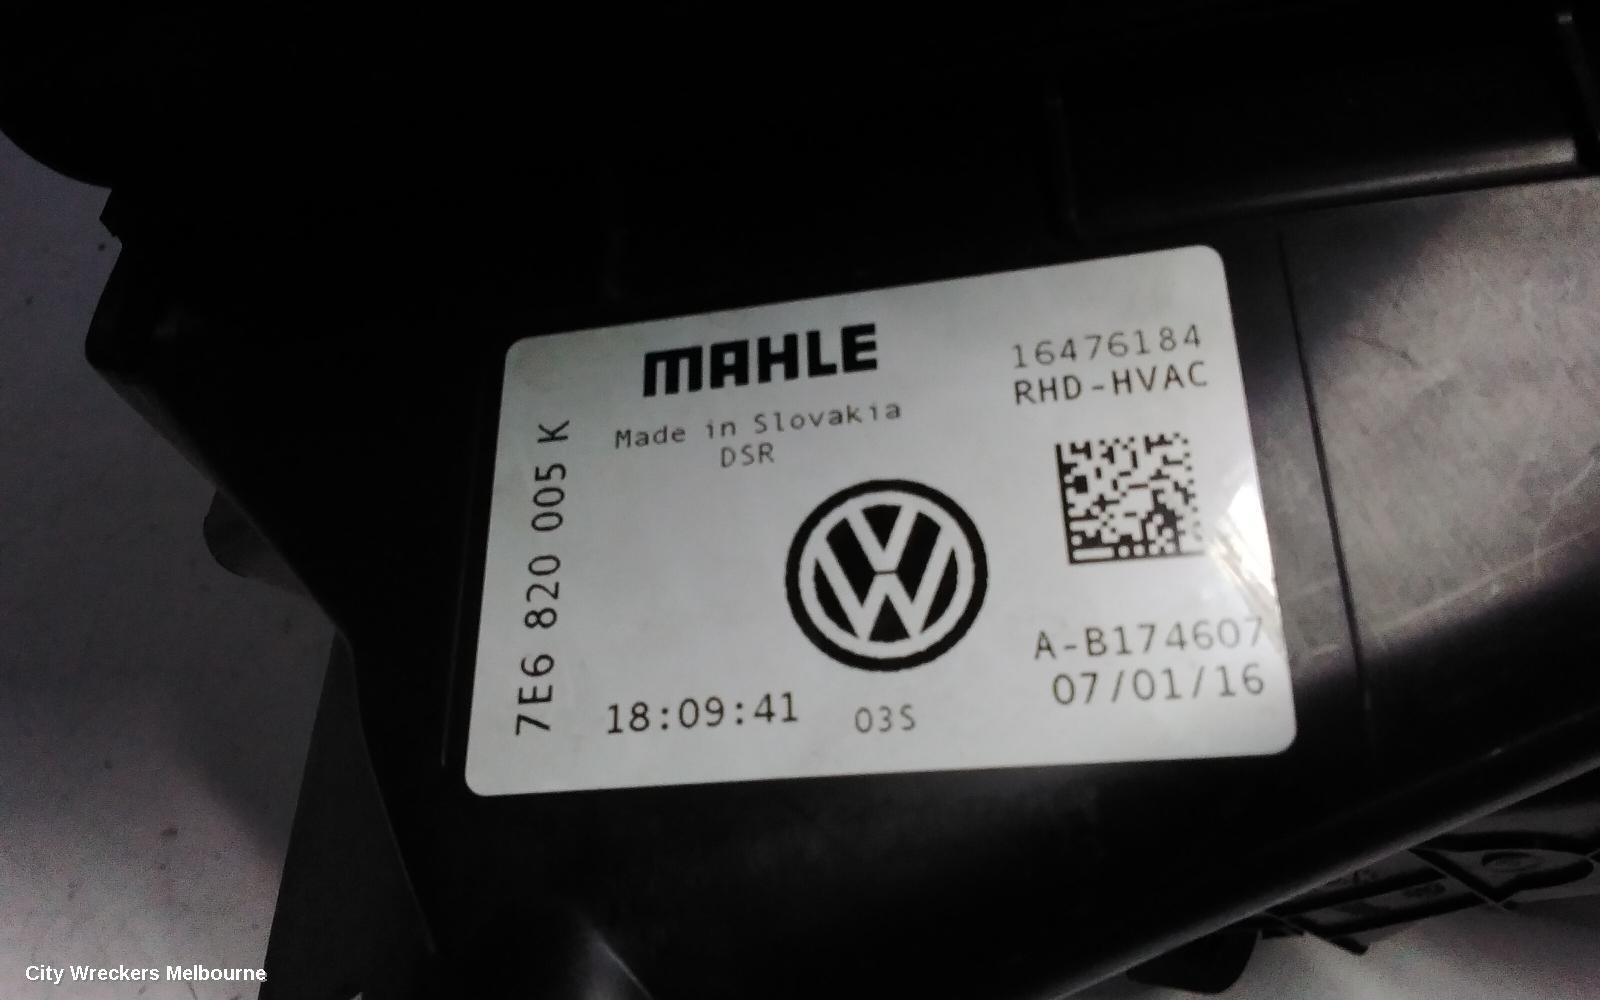 MAHLE
16476184
RHD-HVAC
Made in Slovakia
DSR
7E6 820 005 K
A-B174607
07/01/16
18:09:41
03S
City Wreckers Melbourne